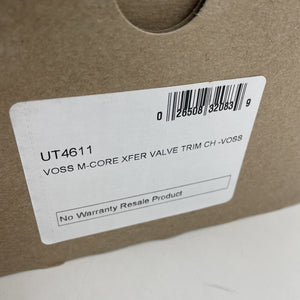 0 26508 32083 9
UT4611
VOSS M-CORE XFER VALVE TRIM CH -VOSS
No Warranty Resale Product